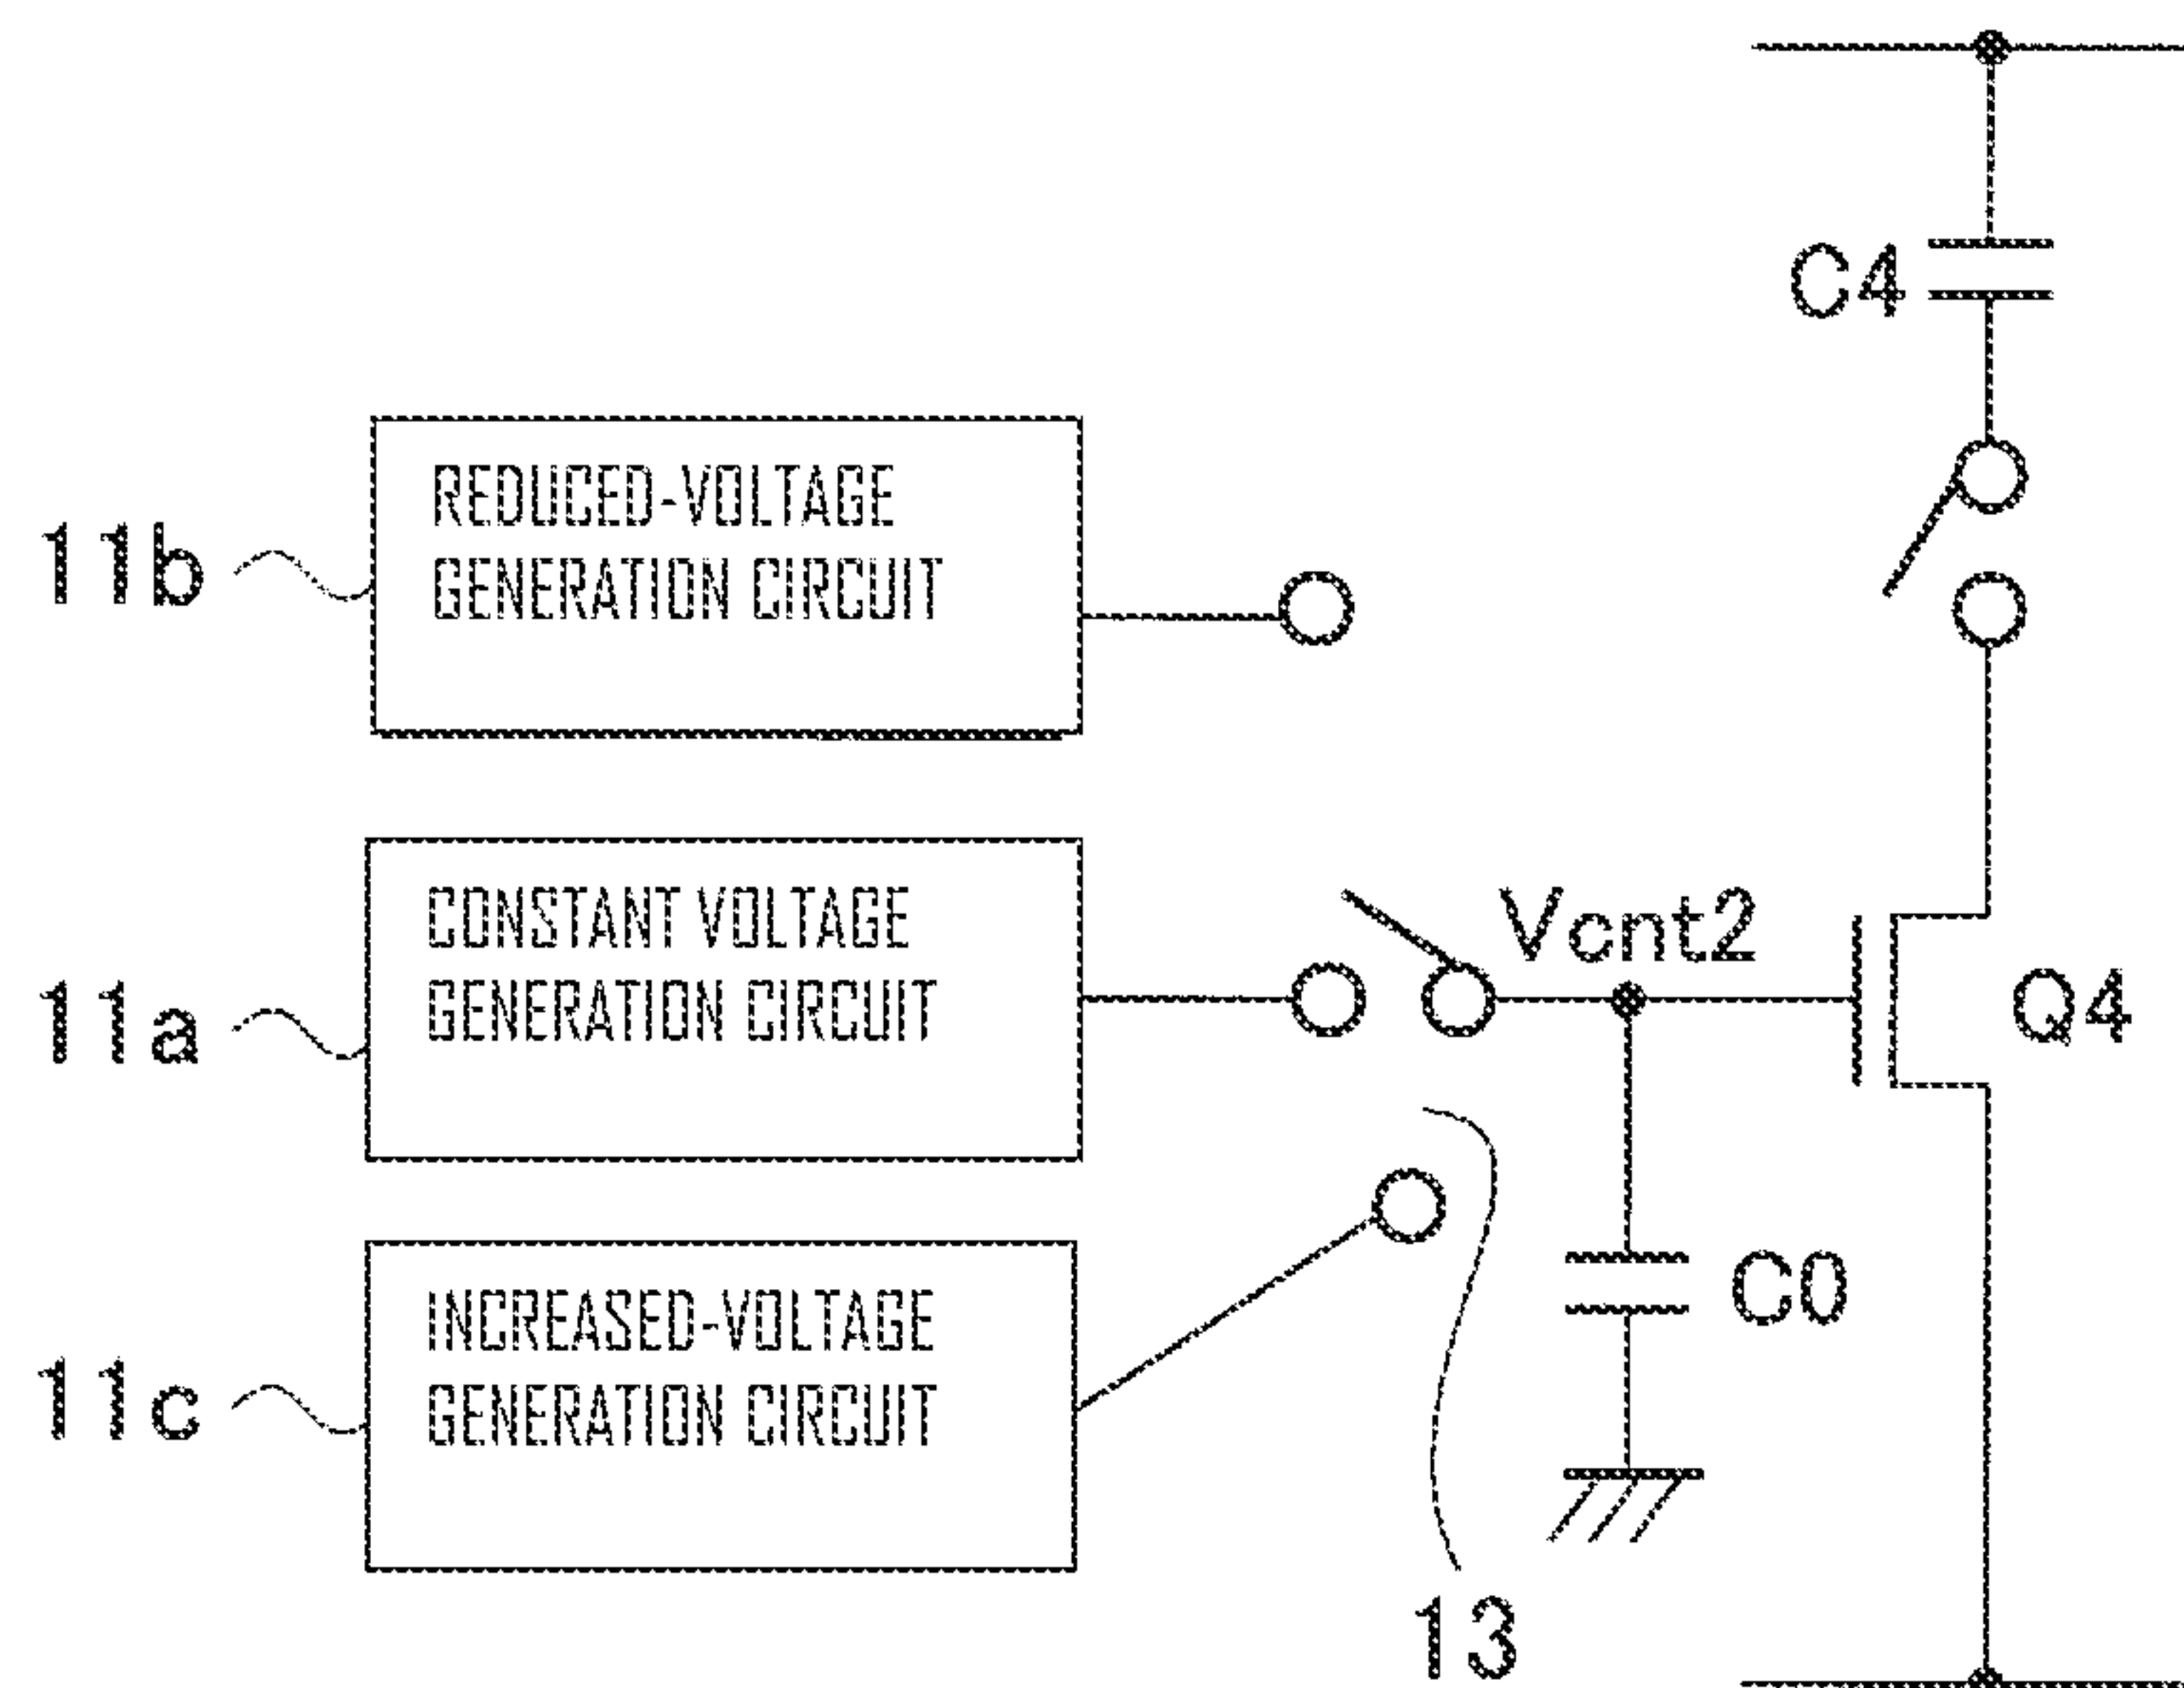 C4
11b
REDUCED-VOLTAGE
GENERATION CIRCUIT
11a
CONSTANT VOLTAGE
GENERATION CIRCUIT
Vcnt2
Q4
11c
INCREASED-VOLTAGE
GENERATION CIRCUIT
C0
13